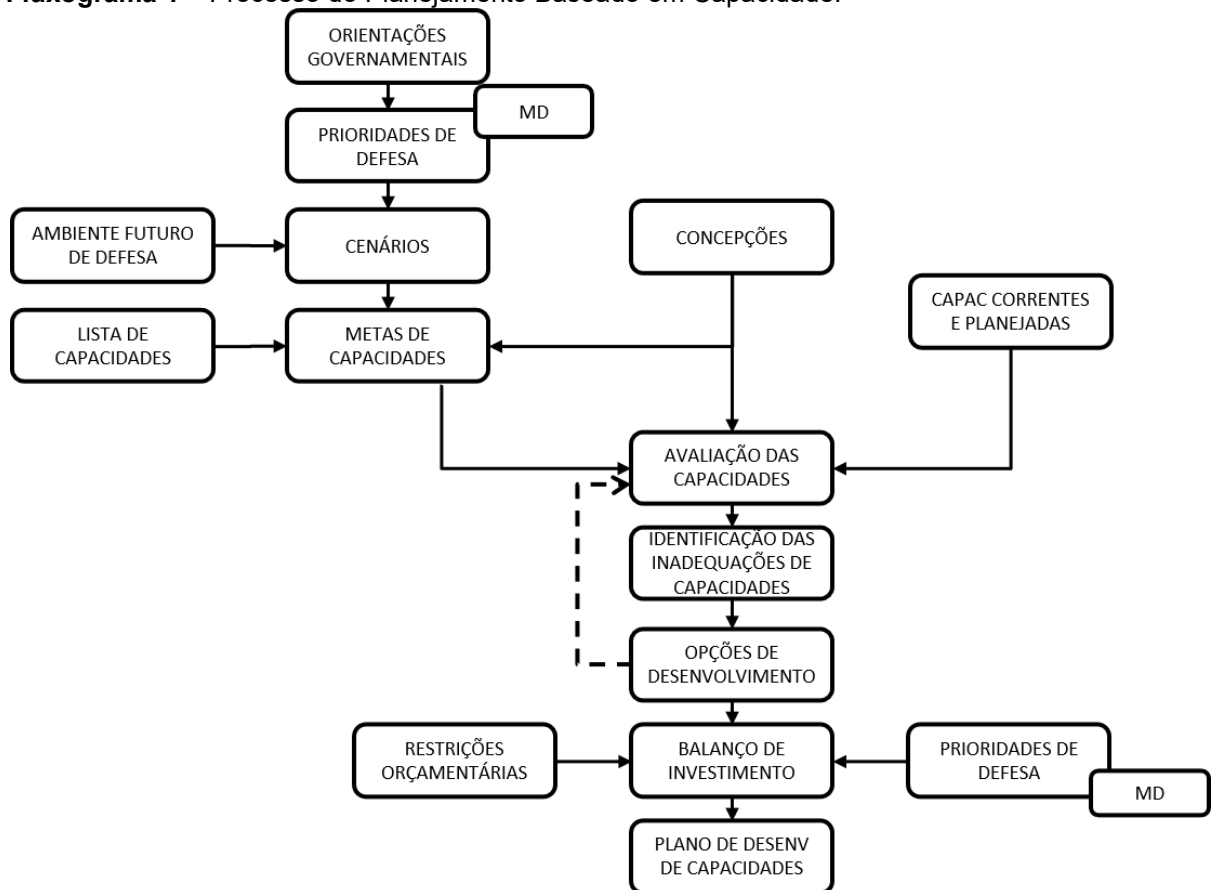 ORIENTAÇÕES
GOVERNAMENTAIS
MD
PRIORIDADES DE
DEFESA
AMBIENTE FUTURO
DE DEFESA
CENÁRIOS
CONCEPÇÕES
CAPAC CORRENTES
E PLANEJADAS
LISTA DE
CAPACIDADES
METAS DE
CAPACIDADES
AVALIAÇÃO DAS
CAPACIDADES
IDENTIFICAÇÃO DAS
INADEQUAÇÕES DE
CAPACIDADES
OPÇÕES DE
DESENVOLVIMENTO
RESTRIÇÕES
ORÇAMENTÁRIAS
BALANÇO DE
INVESTIMENTO
PRIORIDADES DE
DEFESA
MD
PLANO DE DESENV
DE CAPACIDADES